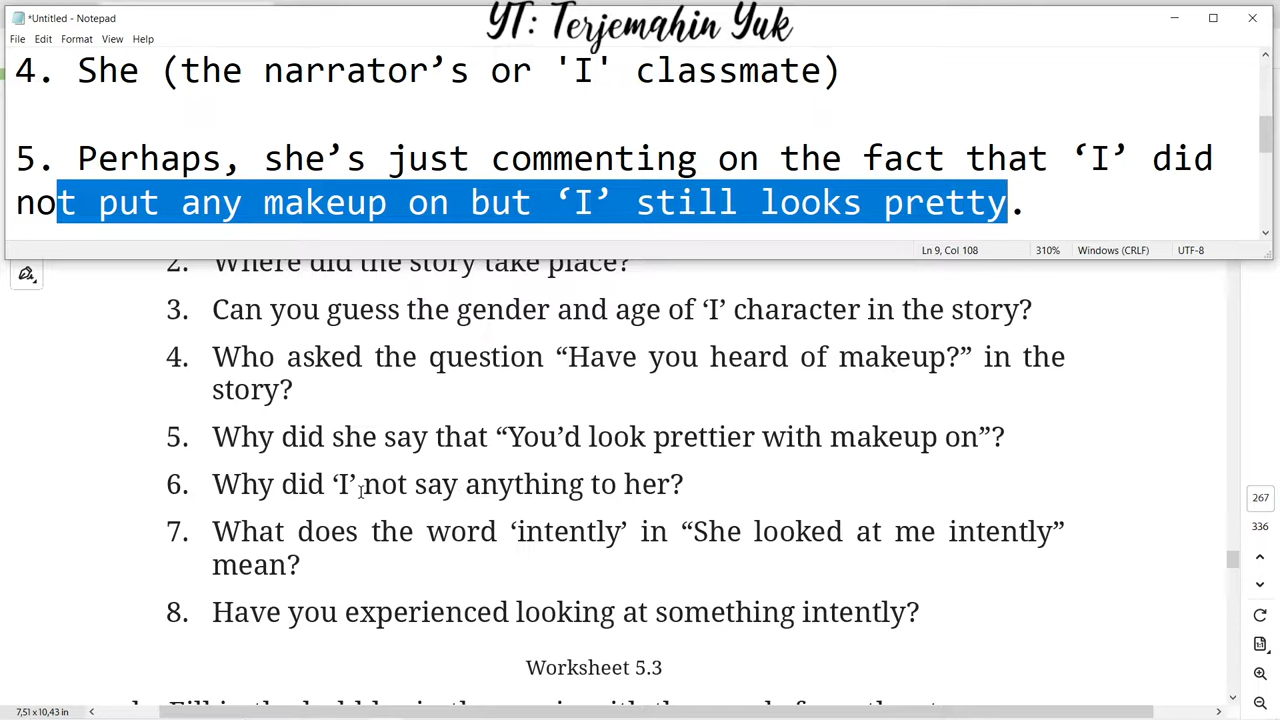 *Untitled - Notepad
YT: Terjemahin Yuk
File Edit Format View Help
4. She (the narrator’s or 'I' classmate)
5. Perhaps, she’s just commenting on the fact that ‘I’ did
not put any makeup on but ‘I’ still looks pretty.
Ln 9, Col 108 310% Windows (CRLF) UTF-8
2. Where did the story take place?
3. Can you guess the gender and age of ‘I’ character in the story?
4. Who asked the question “Have you heard of makeup?” in the
story?
5. Why did she say that “You’d look prettier with makeup on”?
6. Why did ‘I’ not say anything to her?
7. What does the word ‘intently’ in “She looked at me intently”
mean?
8. Have you experienced looking at something intently?
267
336
Worksheet 5.3
7,51 x 10,43 in